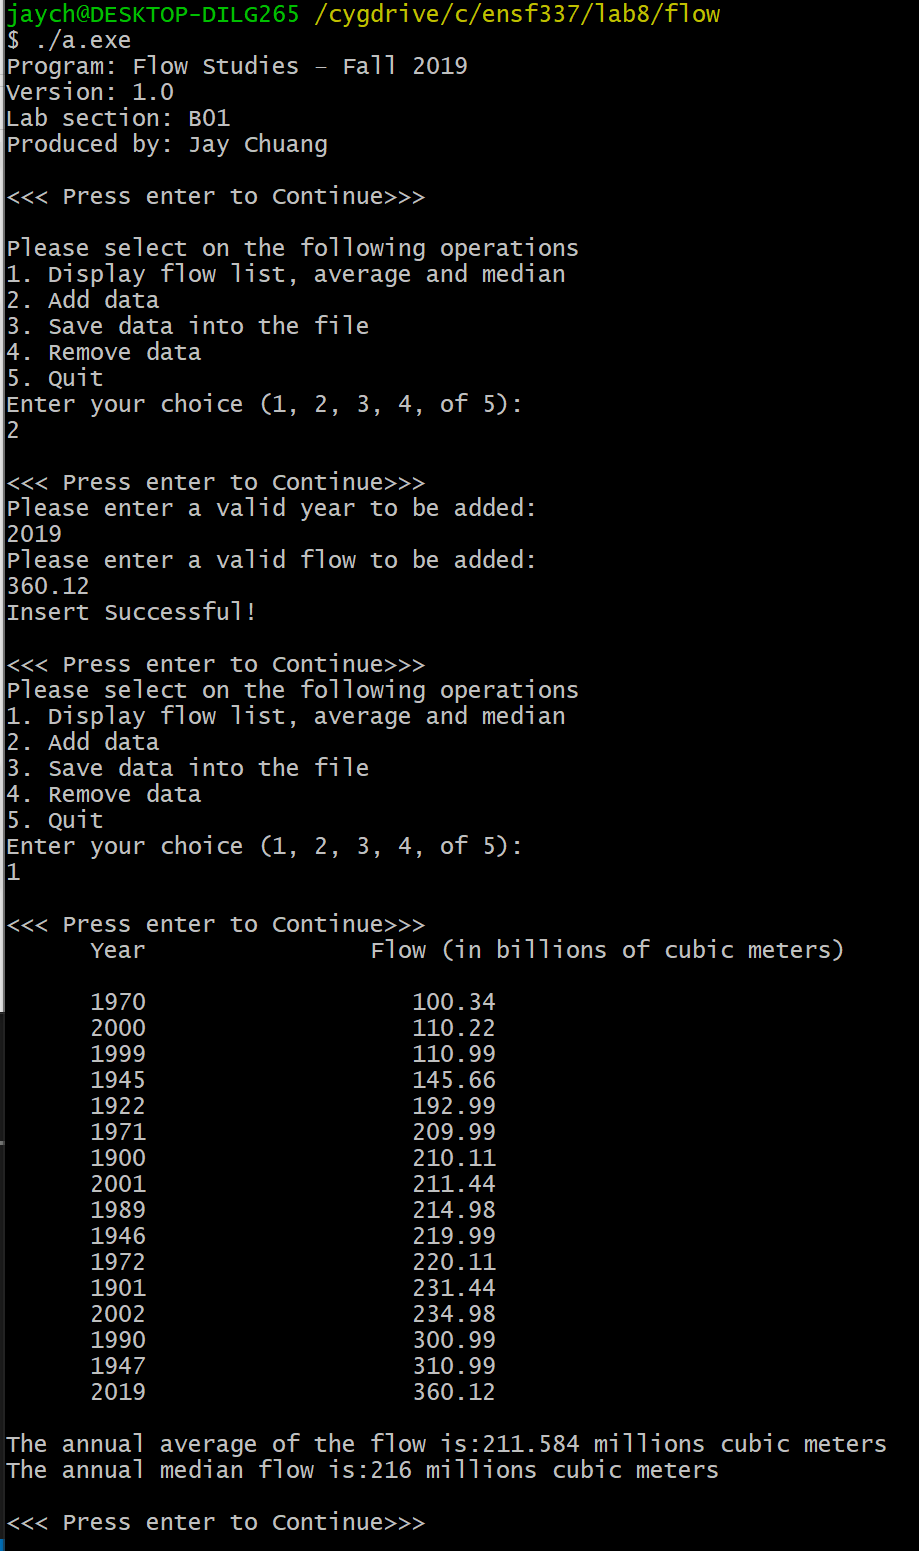 jaych@DESKTOP-DILG265 /cygdrive/c/ensf337/lab8/flow
$ ./a.exe
Program: Flow Studies - Fall 2019
Version: 1.0
Lab section: B01
Produced by: Jay Chuang
<<< Press enter to Continue>>>
Please select on the following operations
1. Display flow list, average and median
2. Add data
3. Save data into the file
4. Remove data
5. Quit
Enter your choice (1, 2, 3, 4, of 5):
2
<<< Press enter to Continue>>>
Please enter a valid year to be added:
2019
Please enter a valid flow to be added:
360.12
Insert Successful!
<<< Press enter to Continue>>>
Please select on the following operations
1. Display flow list, average and median
2. Add data
3. Save data into the file
4. Remove data
5. Quit
Enter your choice (1, 2, 3, 4, of 5):
1
<<< Press enter to Continue>>>
Year Flow (in billions of cubic meters)
1970 100.34
2000 110.22
1999 110.99
1945 145.66
1922 192.99
1971 209.99
1900 210.11
2001 211.44
1989 214.98
1946 219.99
1972 220.11
1901 231.44
2002 234.98
1990 300.99
1947 310.99
2019 360.12
The annual average of the flow is:211.584 millions cubic meters
The annual median flow is:216 millions cubic meters
<<< Press enter to Continue>>>